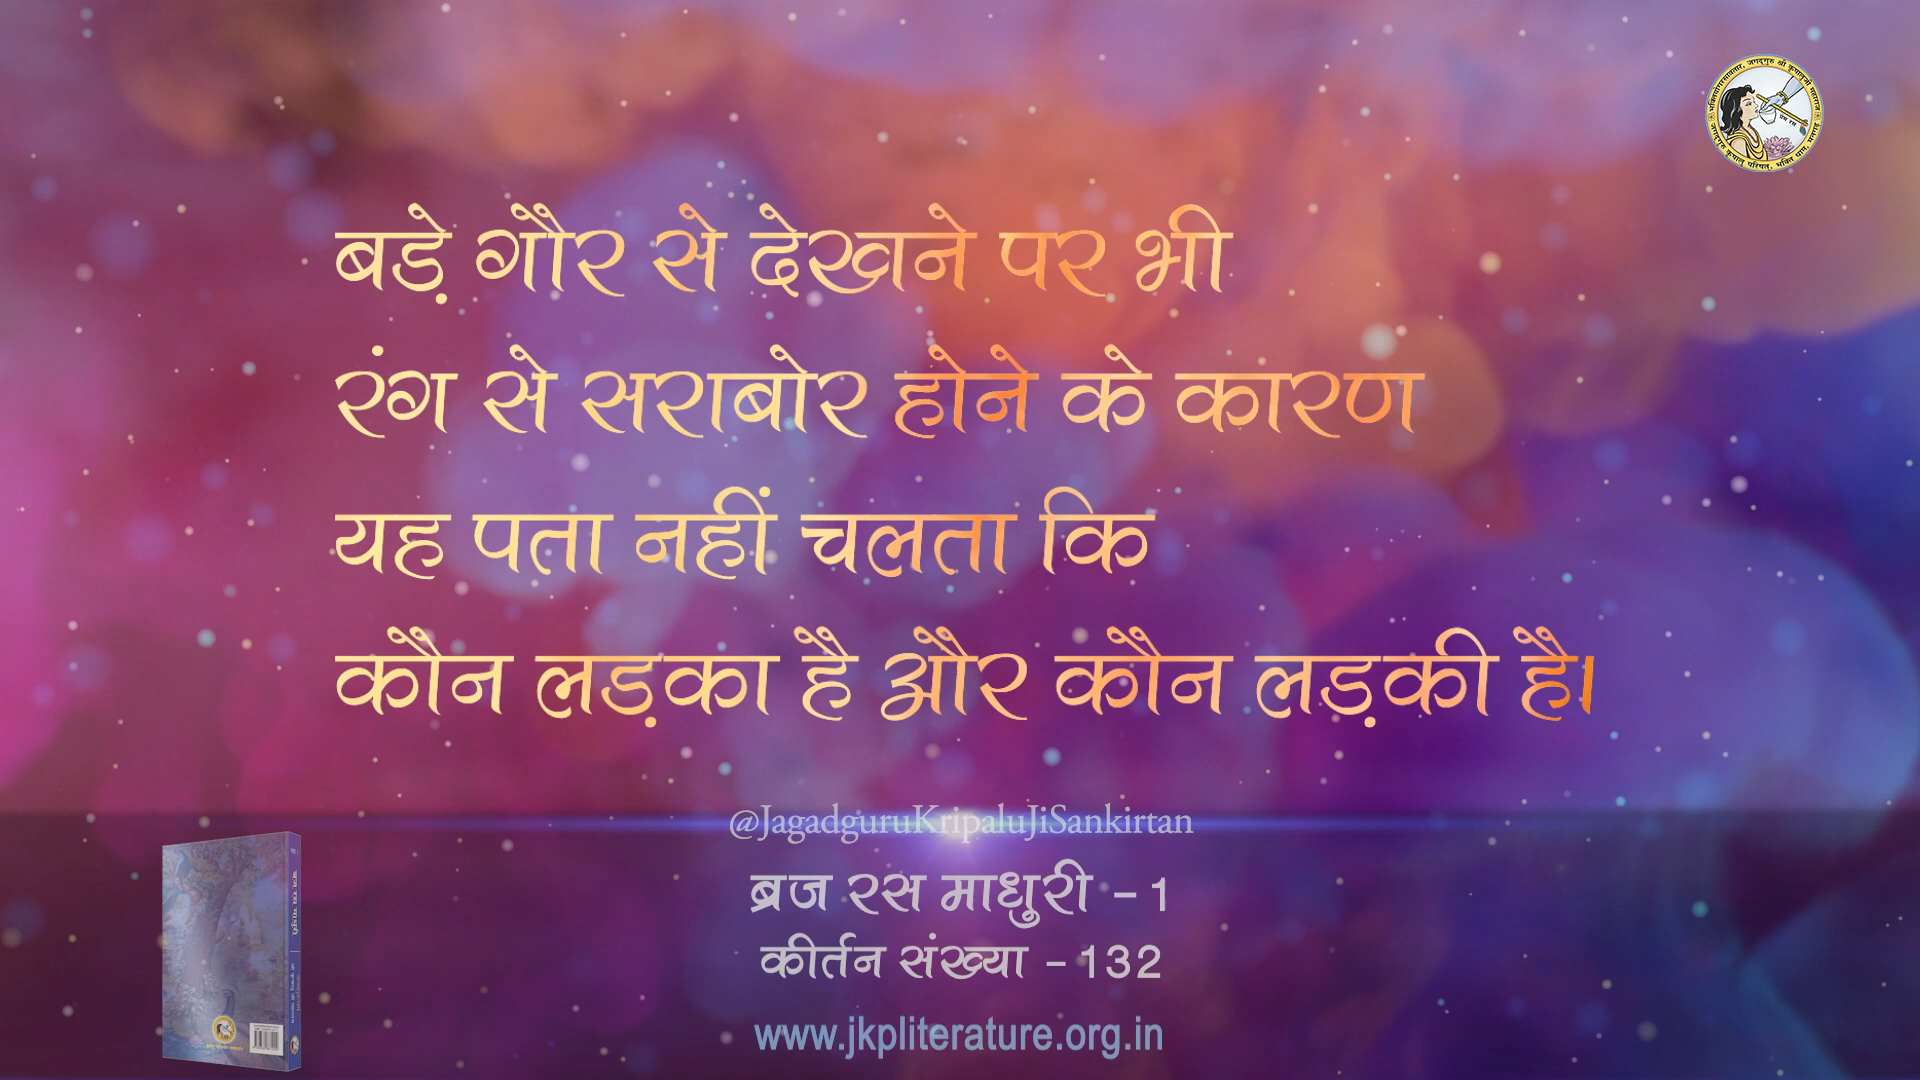 बड़े गौर से देखने पर भी
रंग से सराबोर होने के कारण
यह पता नहीं चलता कि
कौन लड़का है और कौन लड़की है।
@JagadguruKripaluJiSankirtan
ब्रज रस माधुरी - 1
कीर्तन संख्या - 132
www.jkpliterature.org.in